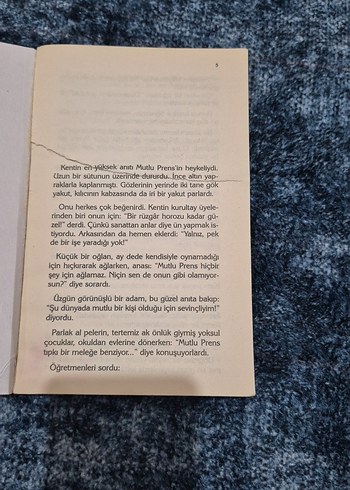 Kentin en yüksek anıtı Mutlu Prens'in heykeliydi.
Uzun bir sütunun üzerinde dururdu. İnce altın yap-
raklarla kaplanmıştı. Gözlerinin yerinde iki tane gök
yakut, kılıcının kabzasında da iri bir yakut parlardı.
Onu herkes çok beğenirdi. Kentin kurultay üyele-
rinden biri onun için: "Bir rüzgâr horozu kadar gü-
zel!" derdi. Çünkü sanattan anlar diye ün yapmak is-
tiyordu. Arkasından da hemen eklerdi: "Yalnız, pek
de bir işe yaradığı yok!"
Küçük bir oğlan, ay dede kendisiyle oynamadığı
için hıçkırarak ağlarken, anası: "Mutlu Prens hiçbir
şey için ağlamaz. Niçin sen de onun gibi olamıyor-
sun?" diye sorardı.
Üzgün görünüşlü bir adam, bu güzel anıta bakıp:
"Şu dünyada mutlu bir kişi olduğu için sevinçliyim!"
diyordu.
Parlak al pelerin, tertemiz ak önlük giymiş yoksul
çocuklar, okuldan evlerine dönerken: "Mutlu Prens
tıpkı bir meleğe benziyor..." diye konuşuyorlardı.
Öğretmenleri sordu: